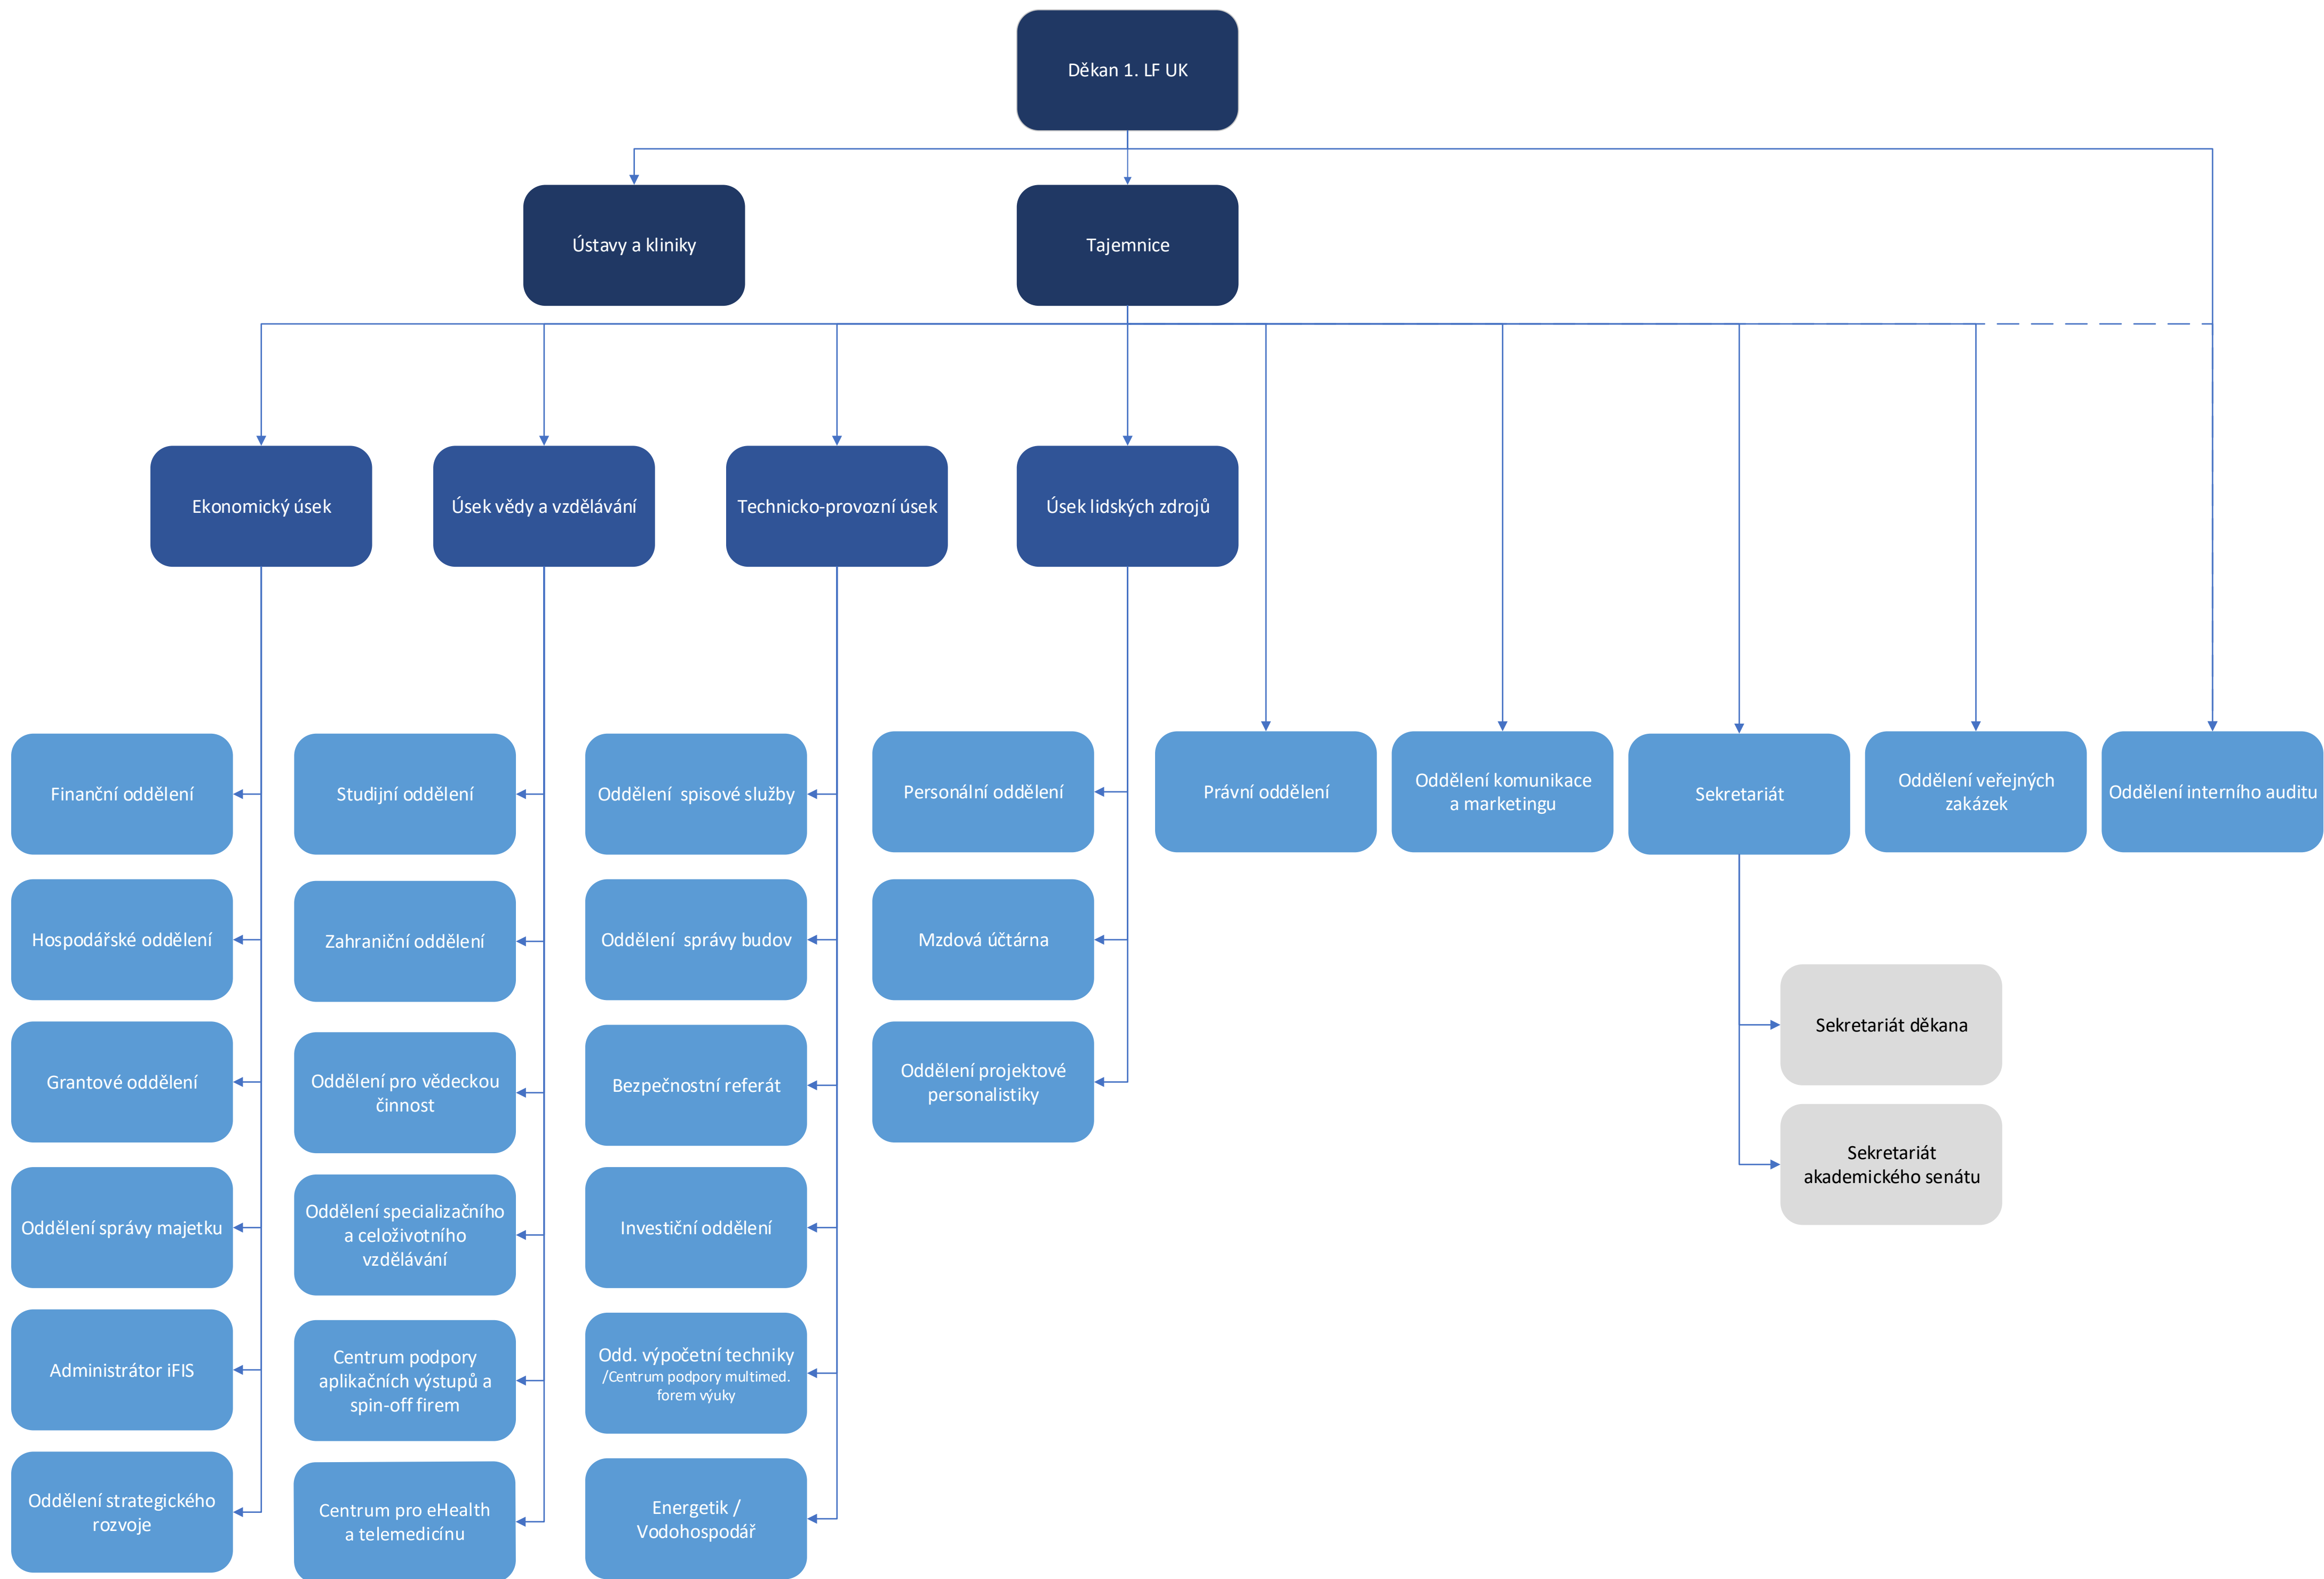 Děkan 1. LF UK
Ústavy a kliniky
Tajemnice
Ekonomický úsek
Úsek vědy a vzdělávání
Technicko-provozní úsek
Úsek lidských zdrojů
Finanční oddělení
Studijní oddělení
Oddělení  spisové služby
Personální oddělení
Právní oddělení
Oddělení komunikace
a marketingu
Sekretariát
Oddělení veřejných
zakázek
Oddělení interního auditu
Hospodářské oddělení
Zahraniční oddělení
Oddělení  správy budov
Mzdová účtárna
Sekretariát děkana
Grantové oddělení
Oddělení pro vědeckou
činnost
Bezpečnostní referát
Oddělení projektové
personalistiky
Sekretariát
akademického senátu
Oddělení správy majetku
Oddělení specializačního
a celoživotního
vzdělávání
Investiční oddělení
Administrátor iFIS
Centrum podpory
aplikačních výstupů a
spin-off firem
Odd. výpočetní techniky
/Centrum podpory multimed.
forem výuky
Oddělení strategického
rozvoje
Centrum pro eHealth
a telemedicínu
Energetik /
Vodohospodář